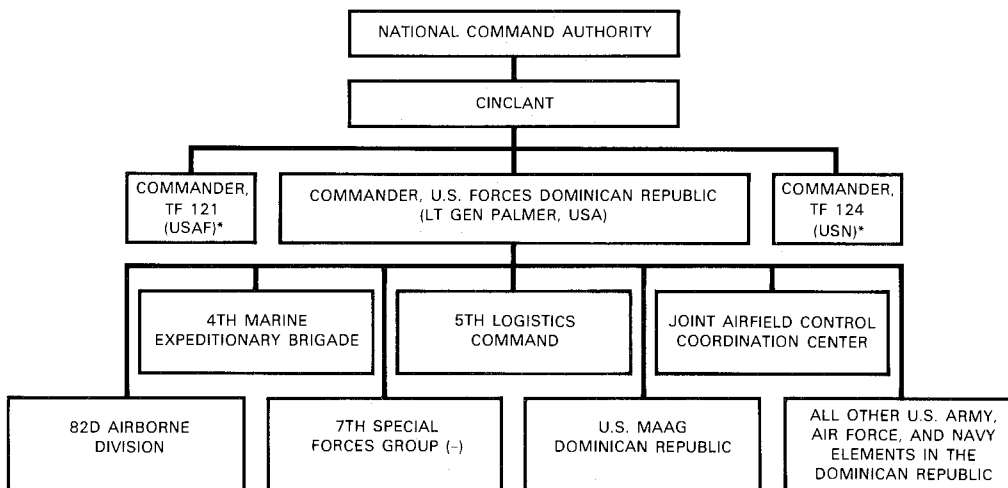 NATIONAL COMMAND AUTHORITY
CINCLANT
COMMANDER,
TF 121
(USAF)*
COMMANDER, U.S. FORCES DOMINICAN REPUBLIC
(LT GEN PALMER, USA)
COMMANDER,
TF 124
(USN)*
4TH MARINE
EXPEDITIONARY BRIGADE
5TH LOGISTICS
COMMAND
JOINT AIRFIELD CONTROL
COORDINATION CENTER
82D AIRBORNE
DIVISION
7TH SPECIAL
FORCES GROUP (–)
U.S. MAAG
DOMINICAN REPUBLIC
ALL OTHER U.S. ARMY,
AIR FORCE, AND NAVY
ELEMENTS IN THE
DOMINICAN REPUBLIC